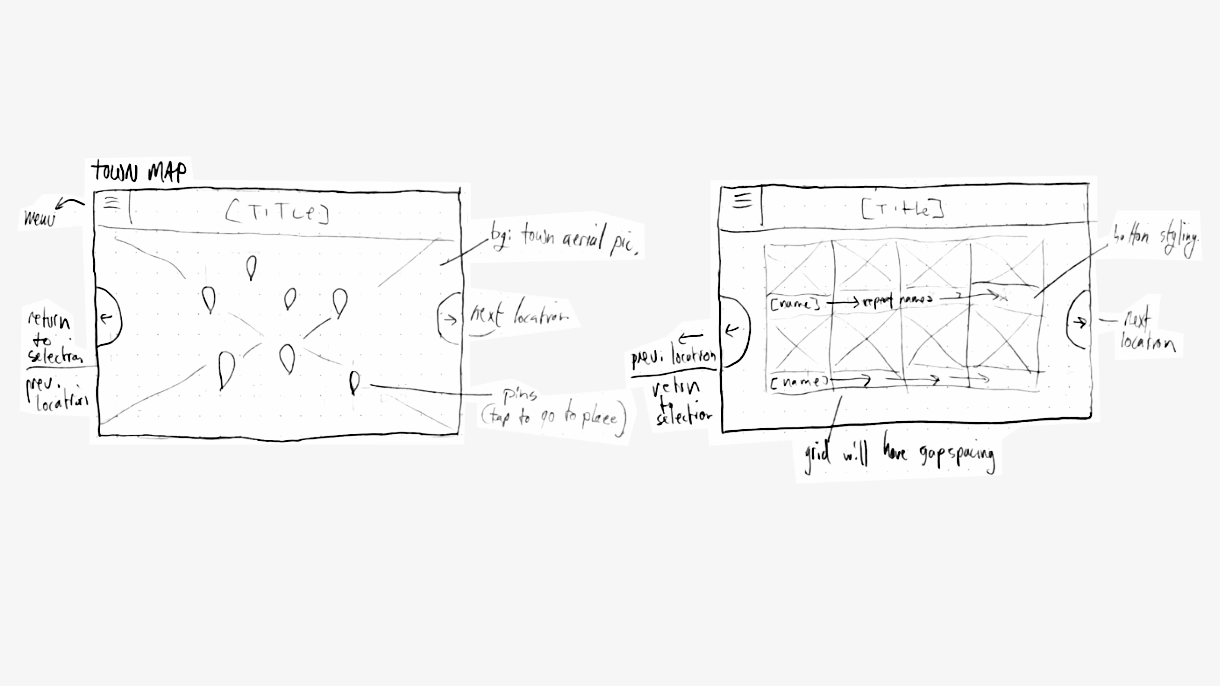 TOWN MAP
menu
[TITLE]
bg: town aerial pic.
return
to
selection
prev.
location
next location
pins
(tap to go to place)
[Title]
button styling.
[name] → repeat names → →
[name] → → →
←
prev. location
return
to
selection
next
location
grid will have gap spacing